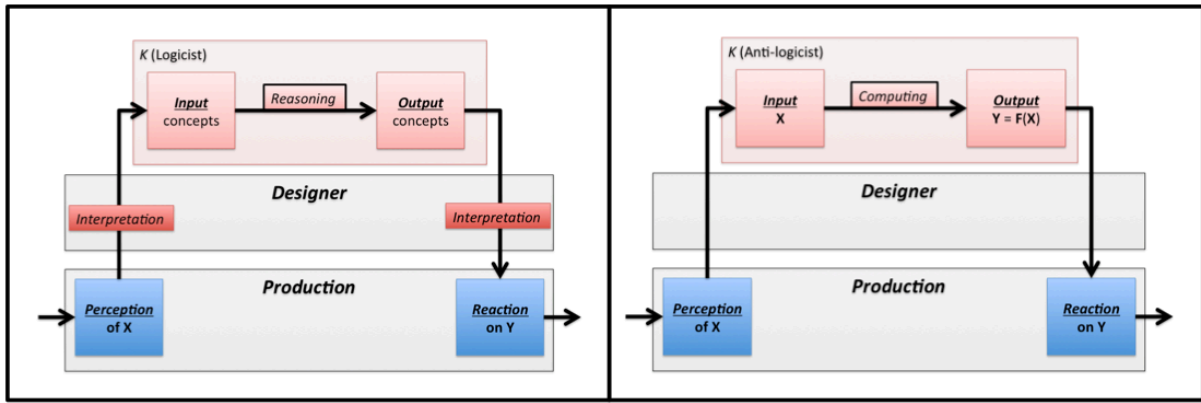 K (Logicist)
Input
concepts
Reasoning
Output
concepts
Designer
Interpretation
Interpretation
Production
Perception
of X
Reaction
on Y
K (Anti-logicist)
Input
X
Computing
Output
Y = F(X)
Designer
Production
Perception
of X
Reaction
on Y